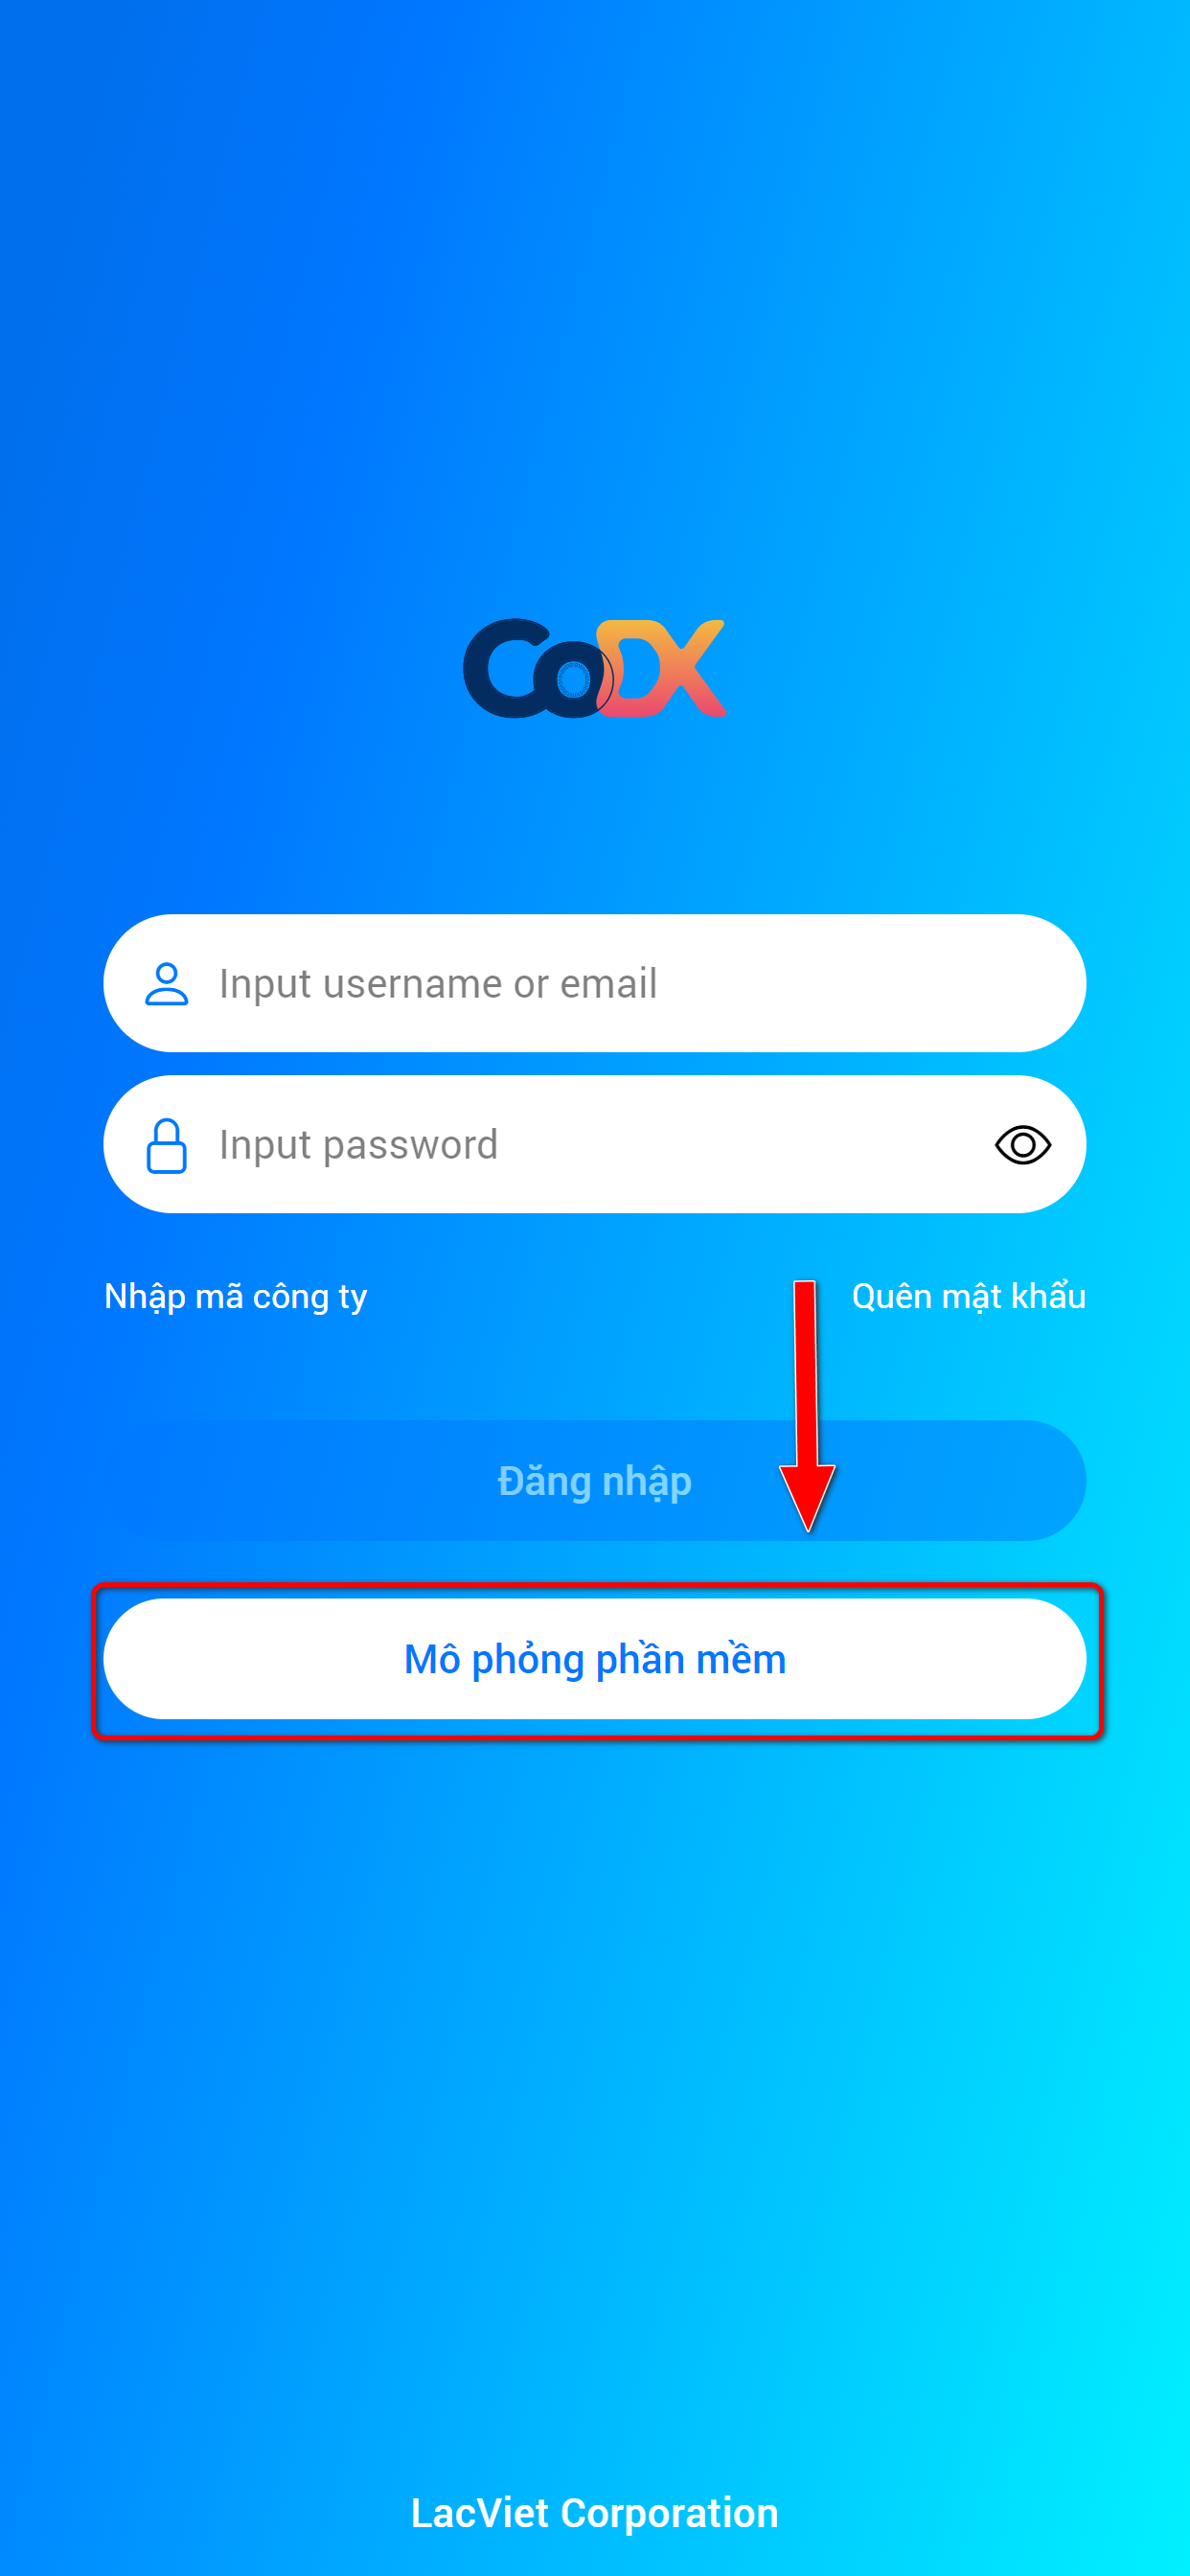 CoDX
Input username or email
Input password
Nhập mã công ty
Quên mật khẩu
Đăng nhập
Mô phỏng phần mềm
LacViet Corporation